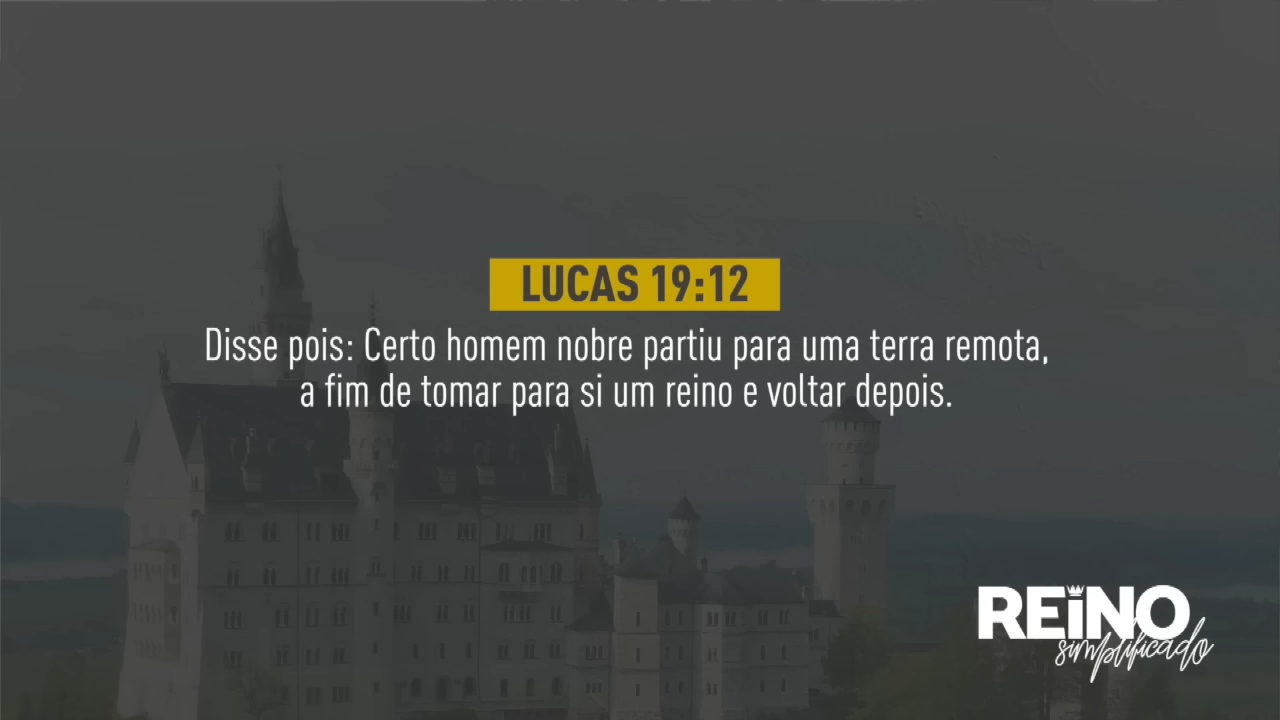 LUCAS 19:12
Disse pois: Certo homem nobre partiu para uma terra remota,
a fim de tomar para si um reino e voltar depois.
REINO
simplificado